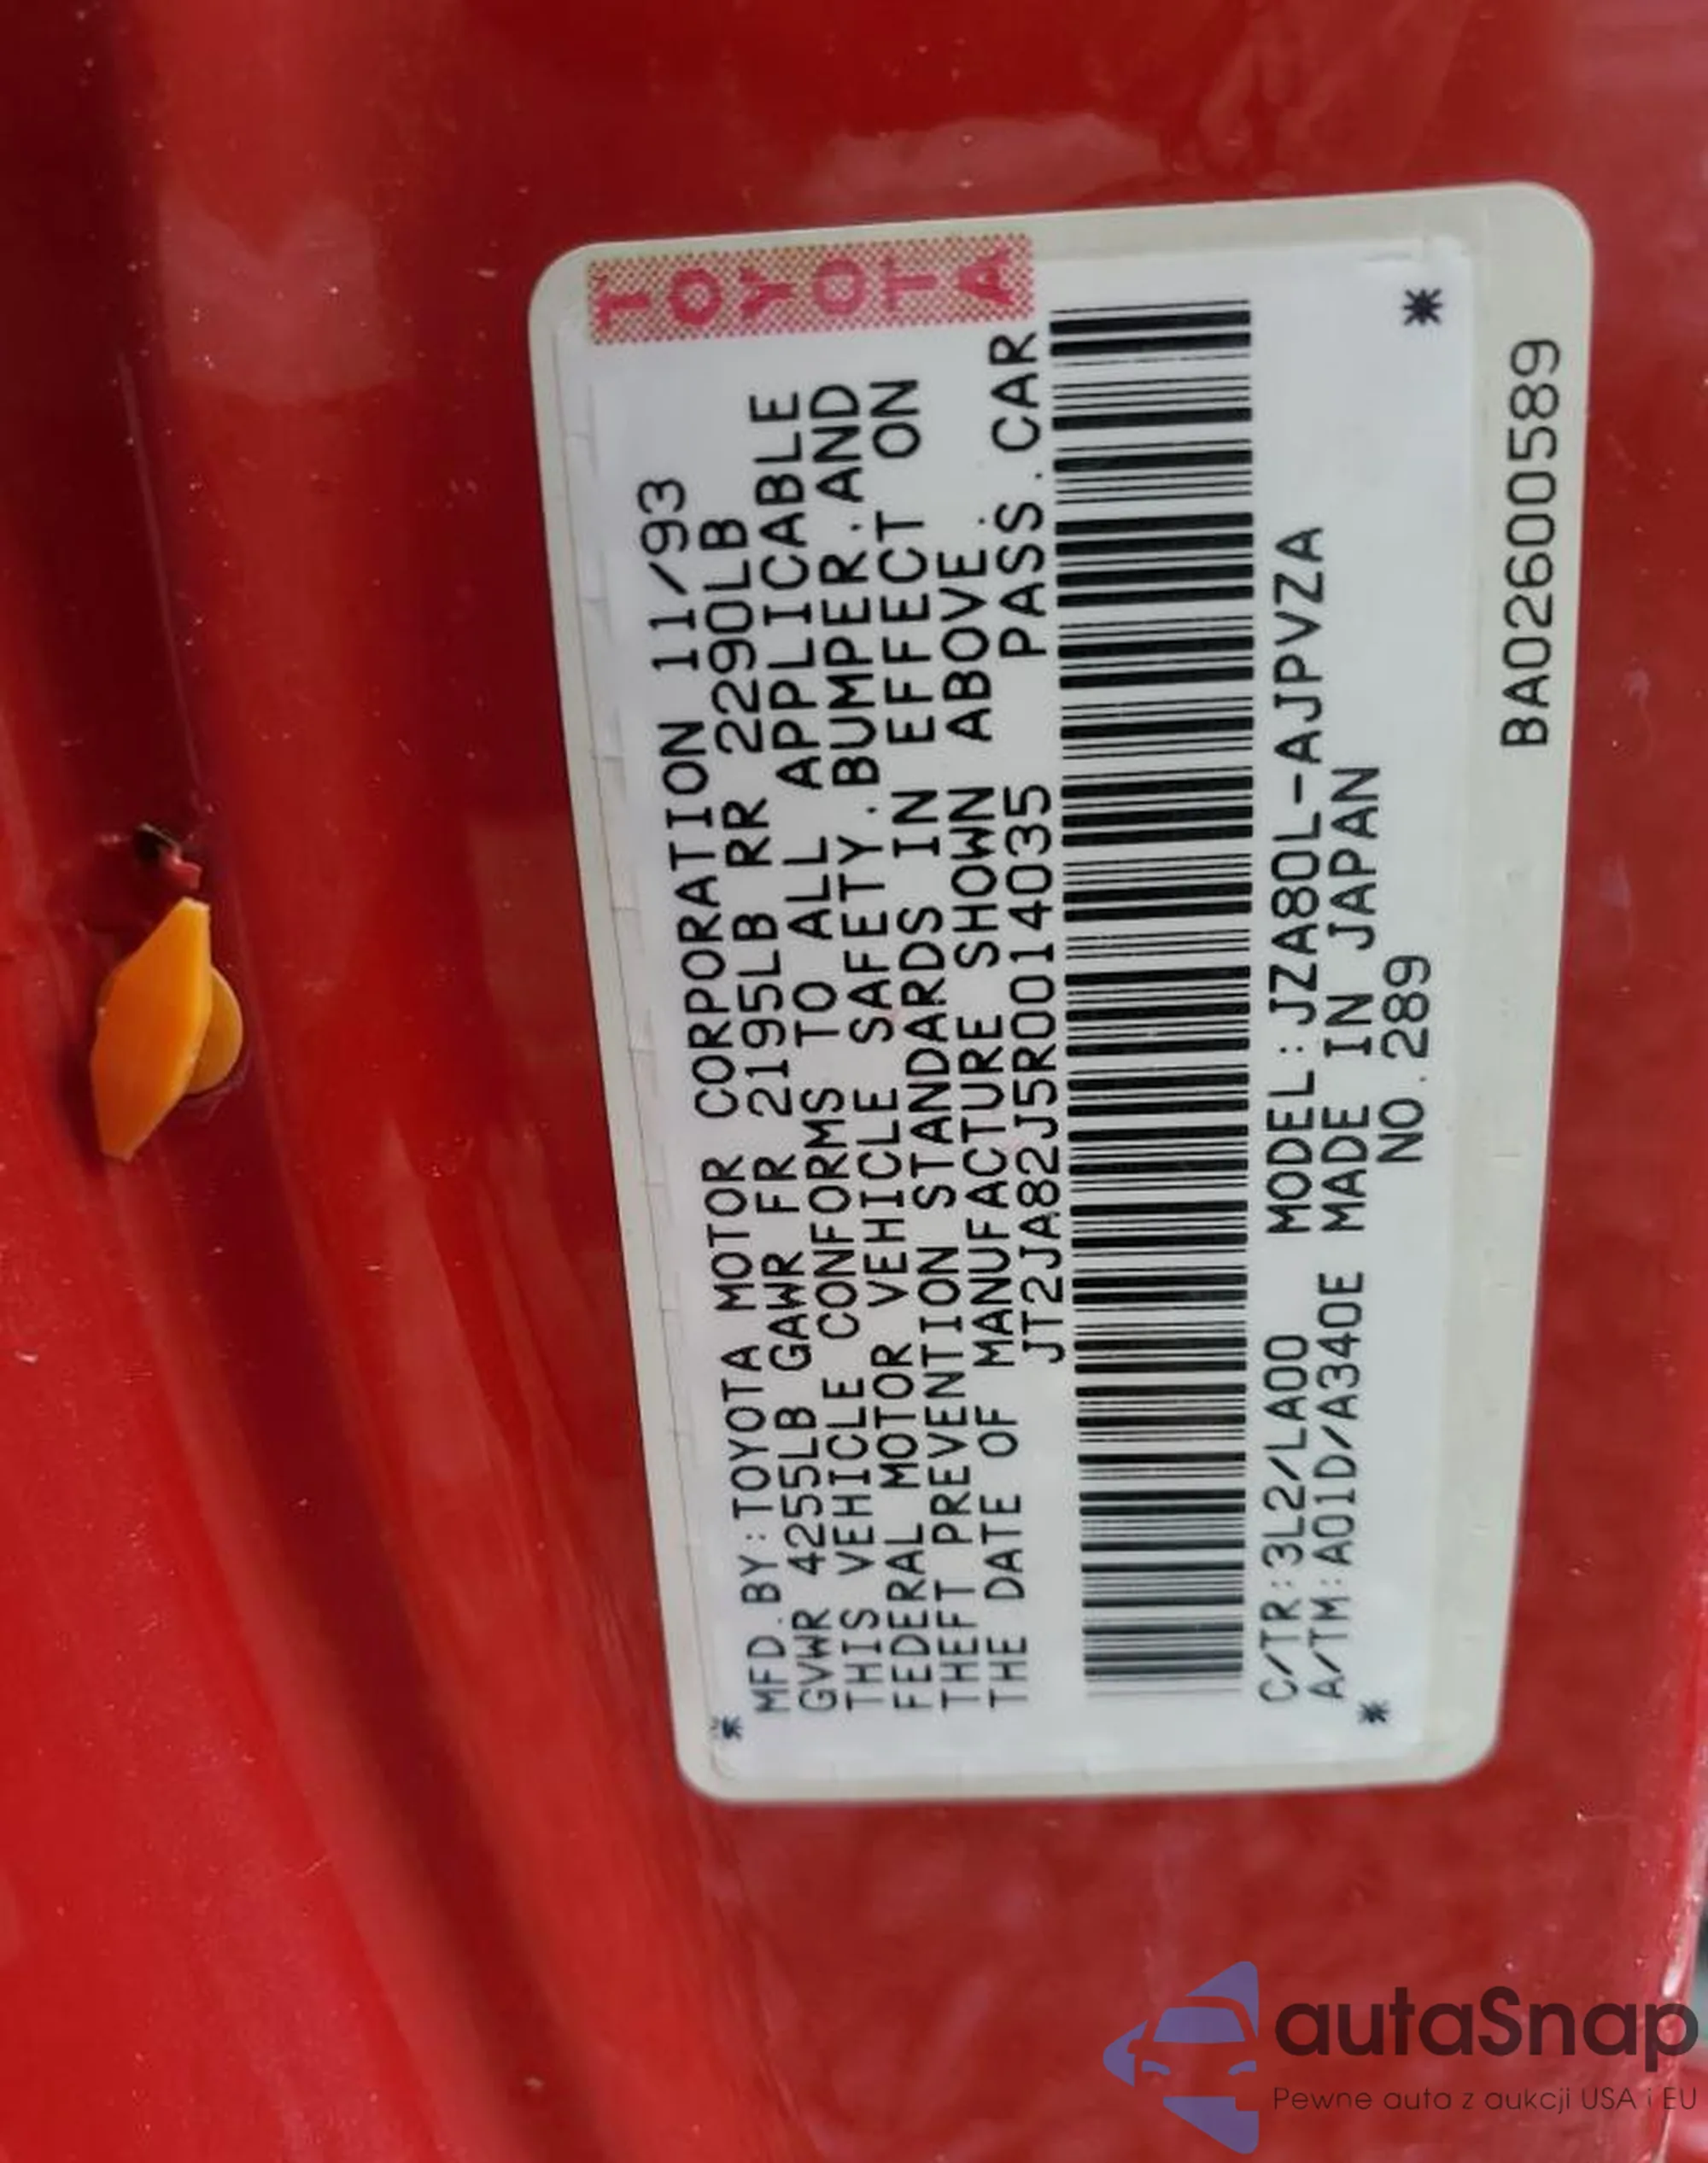 TOYOTA
* MFD.BY:TOYOTA MOTOR CORPORATION 11/93
GVWR 4255LB GAWR FR 2195LB RR 2290LB
THIS VEHICLE CONFORMS TO ALL APPLICABLE
FEDERAL MOTOR VEHICLE SAFETY.BUMPER.AND
THEFT PREVENTION STANDARDS IN EFFECT ON
THE DATE OF MANUFACTURE SHOWN ABOVE.
JT2JA82J5R0014035 PASS.CAR
C/TR:3L2/LA00 MODEL:JZA80L-AJPVZA
A/TM:A01D/A340E MADE IN JAPAN
* NO.289 *
BA02600589
autaSnap
Pewne auta z aukcji USA i EU